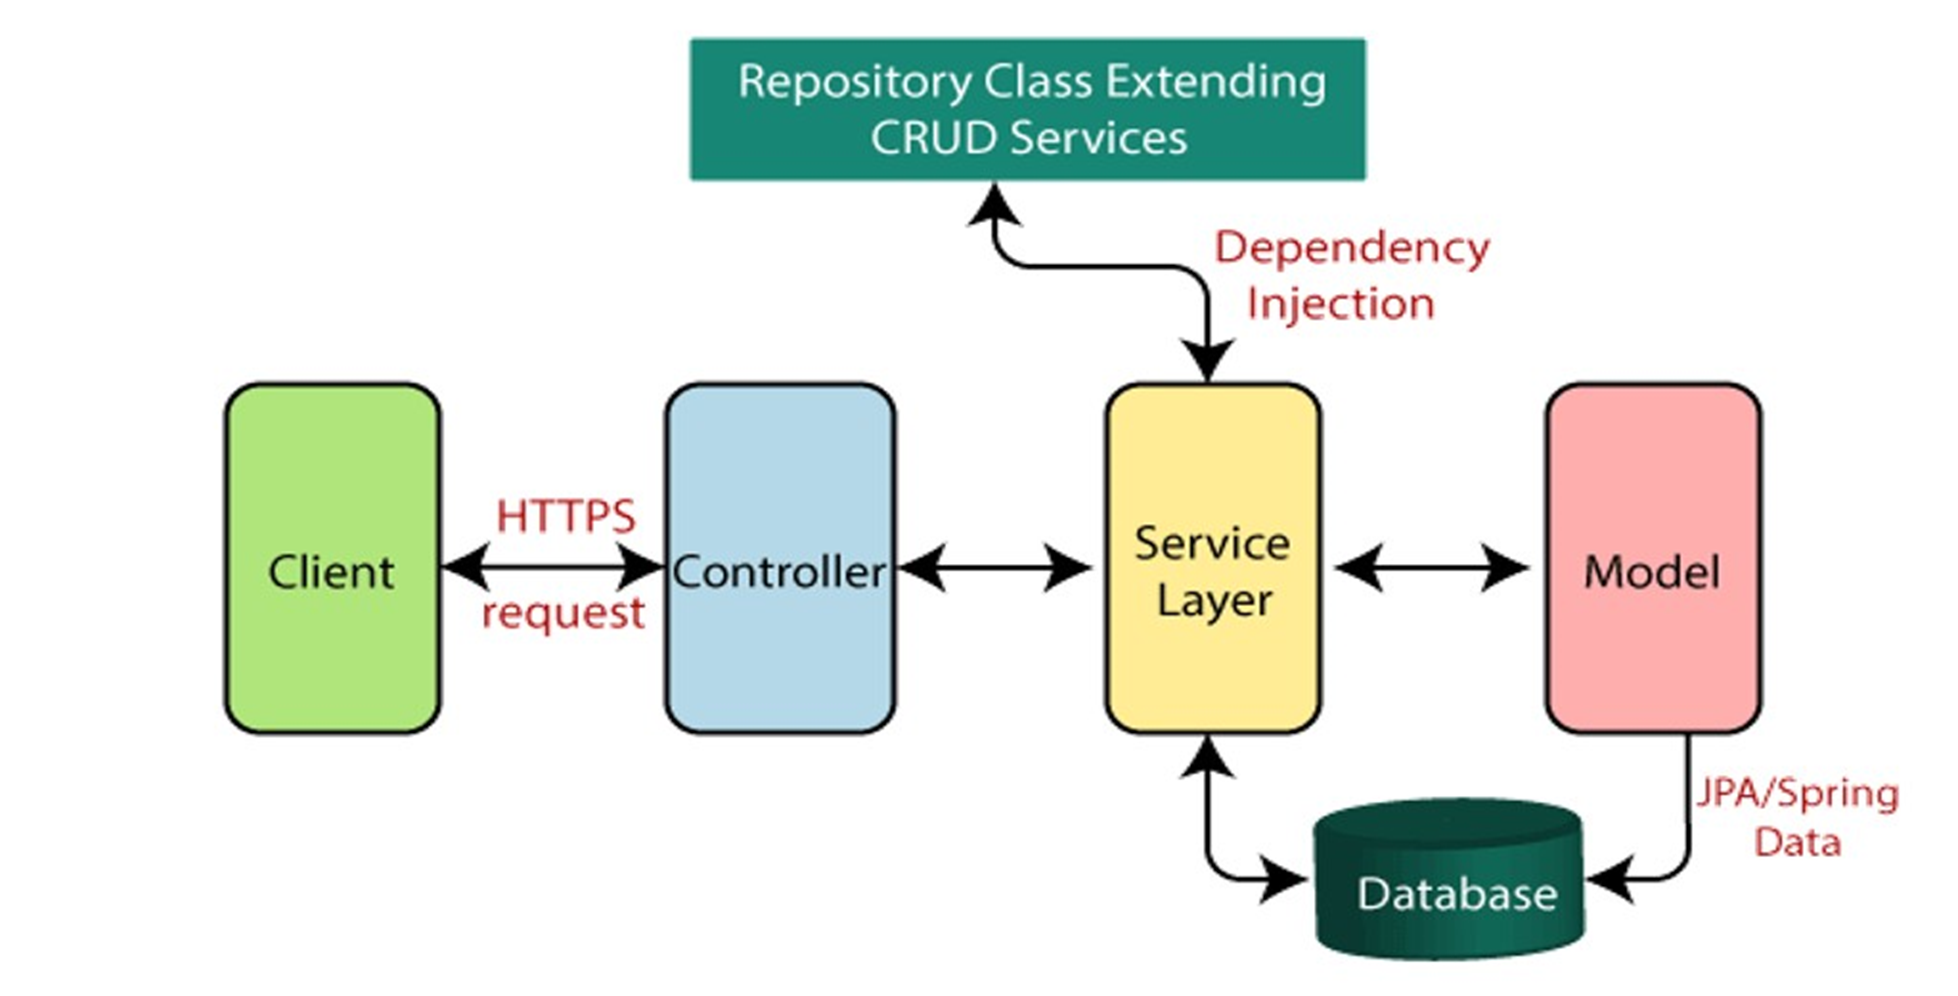 Repository Class Extending
CRUD Services
Dependency
Injection
Client
HTTPS
request
Controller
Service
Layer
Model
JPA/Spring
Data
Database